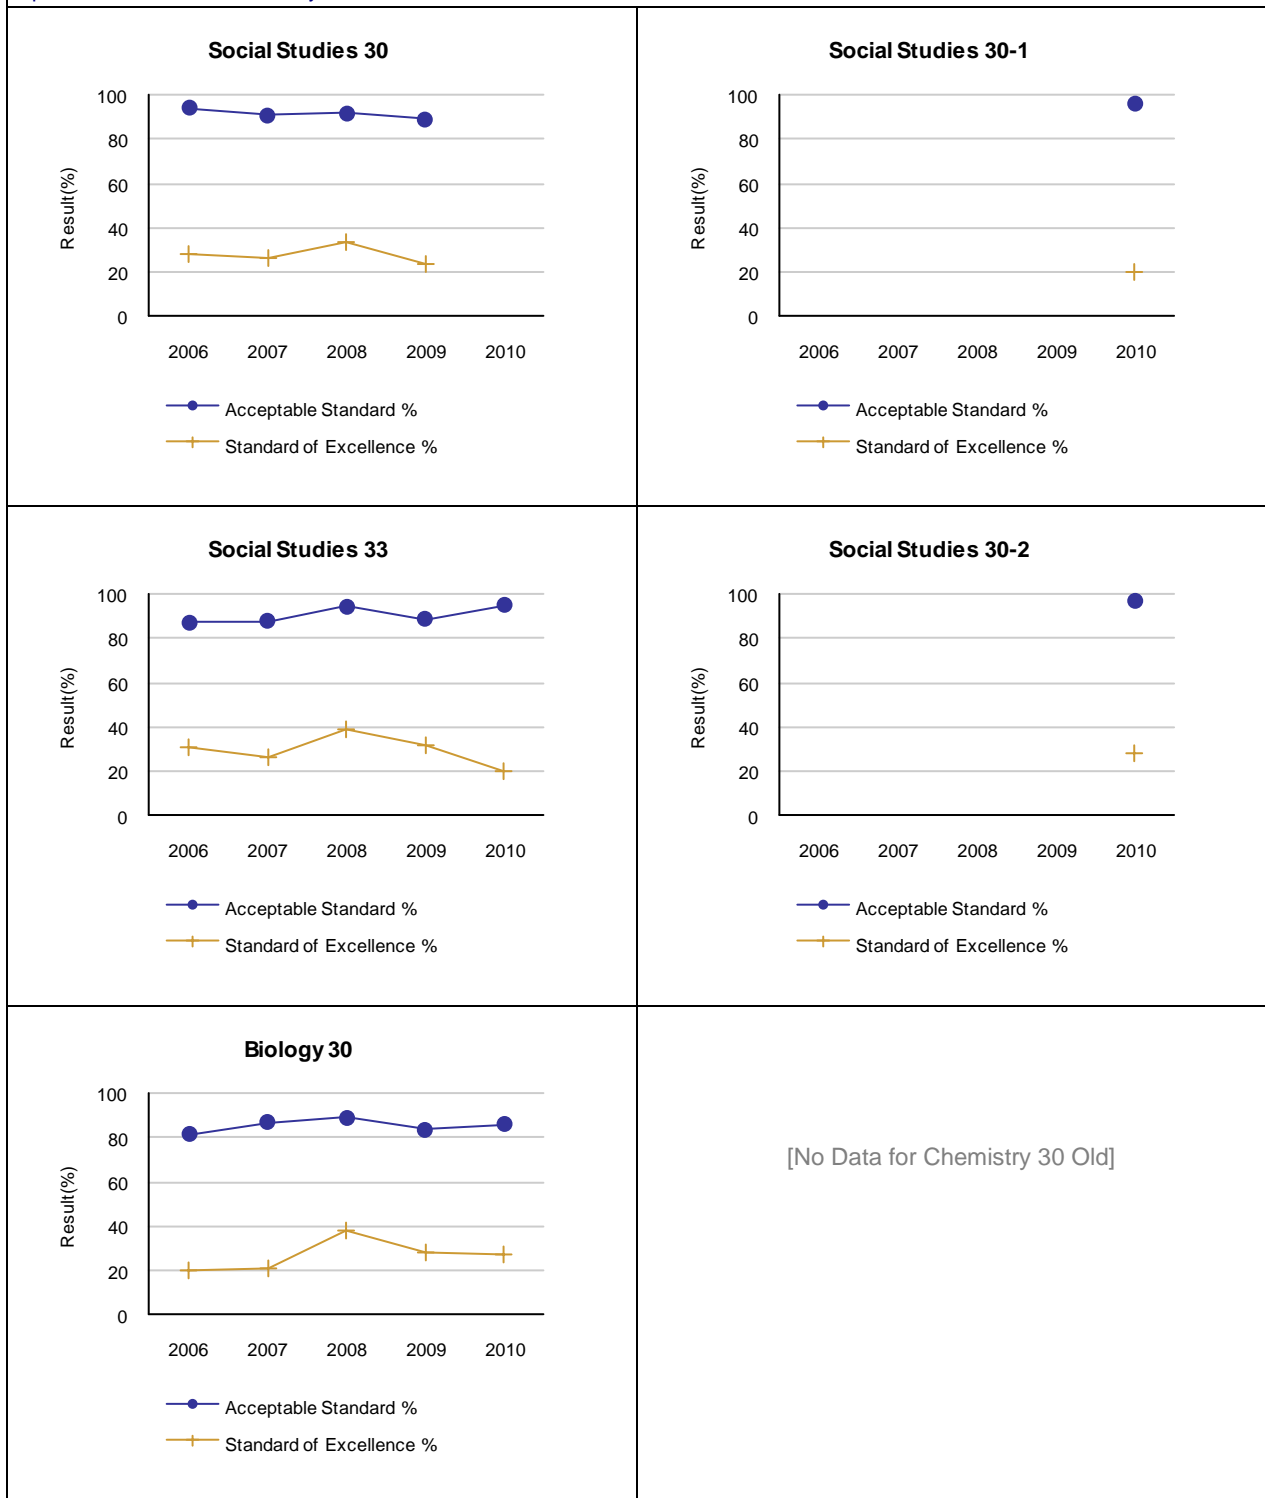 Social Studies 30
100
80
60
40
20
0
Result(%)
2006 2007 2008 2009 2010
Acceptable Standard %
Standard of Excellence %
Social Studies 30-1
100
80
60
40
20
0
Result(%)
2006 2007 2008 2009 2010
Acceptable Standard %
Standard of Excellence %
Social Studies 33
100
80
60
40
20
0
Result(%)
2006 2007 2008 2009 2010
Acceptable Standard %
Standard of Excellence %
Social Studies 30-2
100
80
60
40
20
0
Result(%)
2006 2007 2008 2009 2010
Acceptable Standard %
Standard of Excellence %
Biology 30
100
80
60
40
20
0
Result(%)
2006 2007 2008 2009 2010
Acceptable Standard %
Standard of Excellence %
[No Data for Chemistry 30 Old]